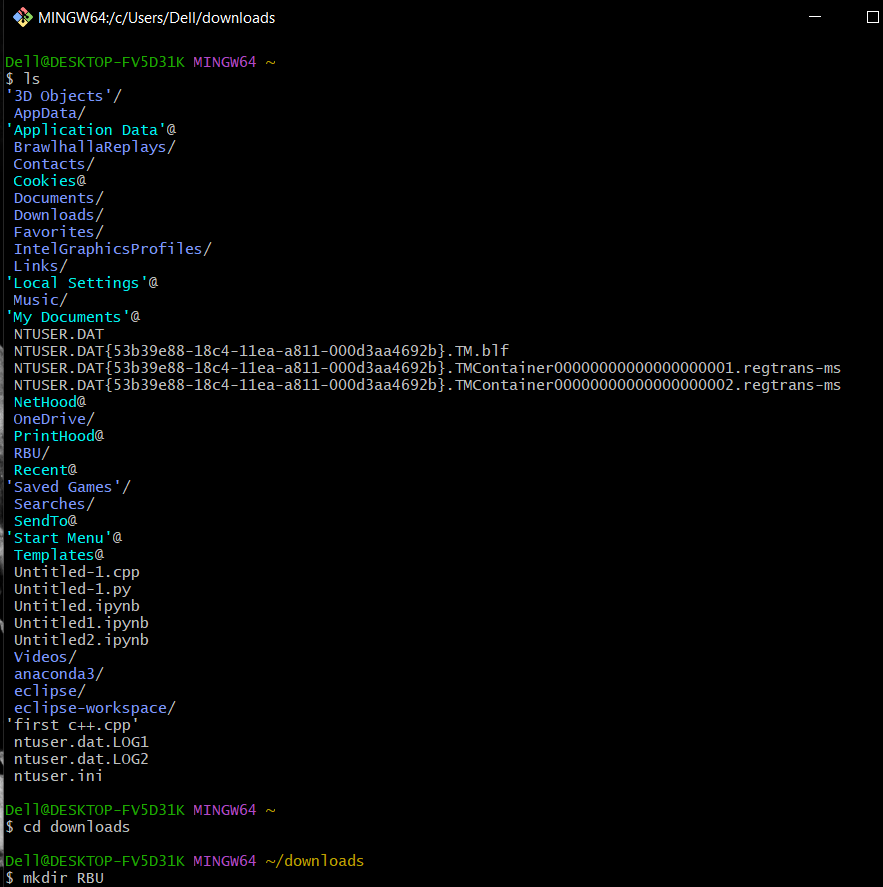 MINGW64:/c/Users/Dell/downloads
Dell@DESKTOP-FV5D31K MINGW64 ~
$ ls
'3D Objects'/
AppData/
'Application Data'@
BrawlhallaReplays/
Contacts/
Cookies@
Documents/
Downloads/
Favorites/
IntelGraphicsProfiles/
Links/
'Local Settings'@
Music/
'My Documents'@
NTUSER.DAT
NTUSER.DAT{53b39e88-18c4-11ea-a811-000d3aa4692b}.TM.blf
NTUSER.DAT{53b39e88-18c4-11ea-a811-000d3aa4692b}.TMContainer00000000000000000001.regtrans-ms
NTUSER.DAT{53b39e88-18c4-11ea-a811-000d3aa4692b}.TMContainer00000000000000000002.regtrans-ms
NetHood@
OneDrive/
PrintHood@
RBU/
Recent@
'Saved Games'/
Searches/
SendTo@
'Start Menu'@
Templates@
Untitled-1.cpp
Untitled-1.py
Untitled.ipynb
Untitled1.ipynb
Untitled2.ipynb
Videos/
anaconda3/
eclipse/
eclipse-workspace/
'first c++.cpp'
ntuser.dat.LOG1
ntuser.dat.LOG2
ntuser.ini
Dell@DESKTOP-FV5D31K MINGW64 ~
$ cd downloads
Dell@DESKTOP-FV5D31K MINGW64 ~/downloads
$ mkdir RBU